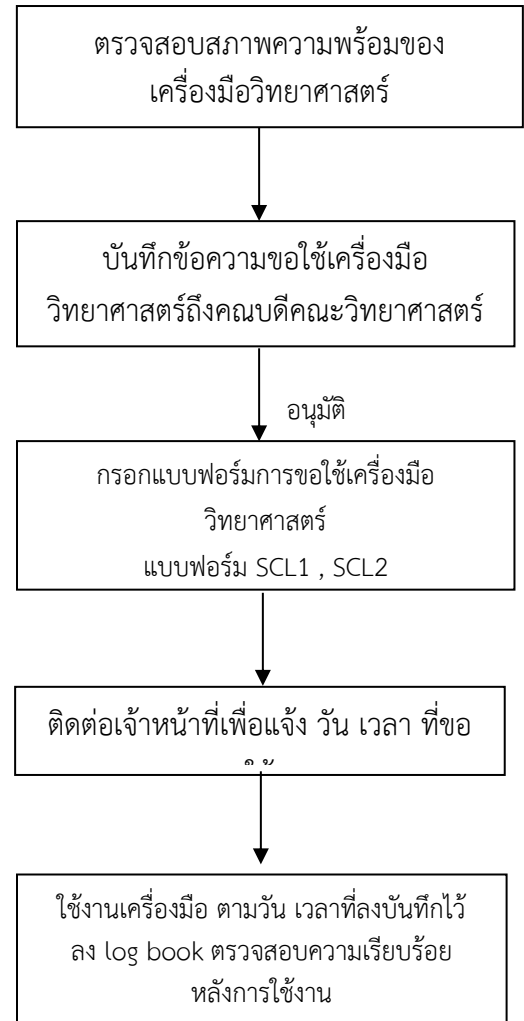 ตรวจสอบสภาพความพร้อมของ
เครื่องมือวิทยาศาสตร์
บันทึกข้อความขอใช้เครื่องมือ
วิทยาศาสตร์ถึงคณบดีคณะวิทยาศาสตร์
อนุมัติ
กรอกแบบฟอร์มการขอใช้เครื่องมือ
วิทยาศาสตร์
แบบฟอร์ม SCL1 , SCL2
ติดต่อเจ้าหน้าที่เพื่อแจ้ง วัน เวลา ที่ขอ
ใช้งานเครื่องมือ ตามวัน เวลาที่ลงบันทึกไว้
ลง log book ตรวจสอบความเรียบร้อย
หลังการใช้งาน